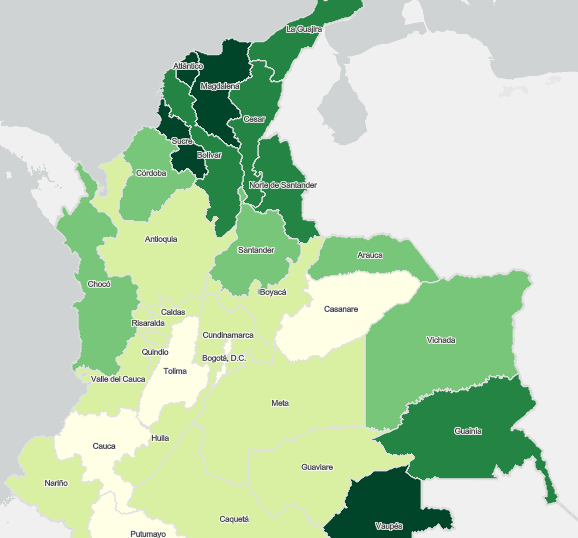 La Guajira
Atlántico
Magdalena
Cesar
Sucre
Bolívar
Córdoba
Norte de Santander
Antioquia
Santander
Arauca
Chocó
Boyacá
Casanare
Caldas
Risaralda
Cundinamarca
Vichada
Quindio
Bogotá, D.C.
Tolima
Valle del Cauca
Meta
Guainía
Cauca
Huila
Guaviare
Nariño
Caquetá
Vaupés
Putumayo